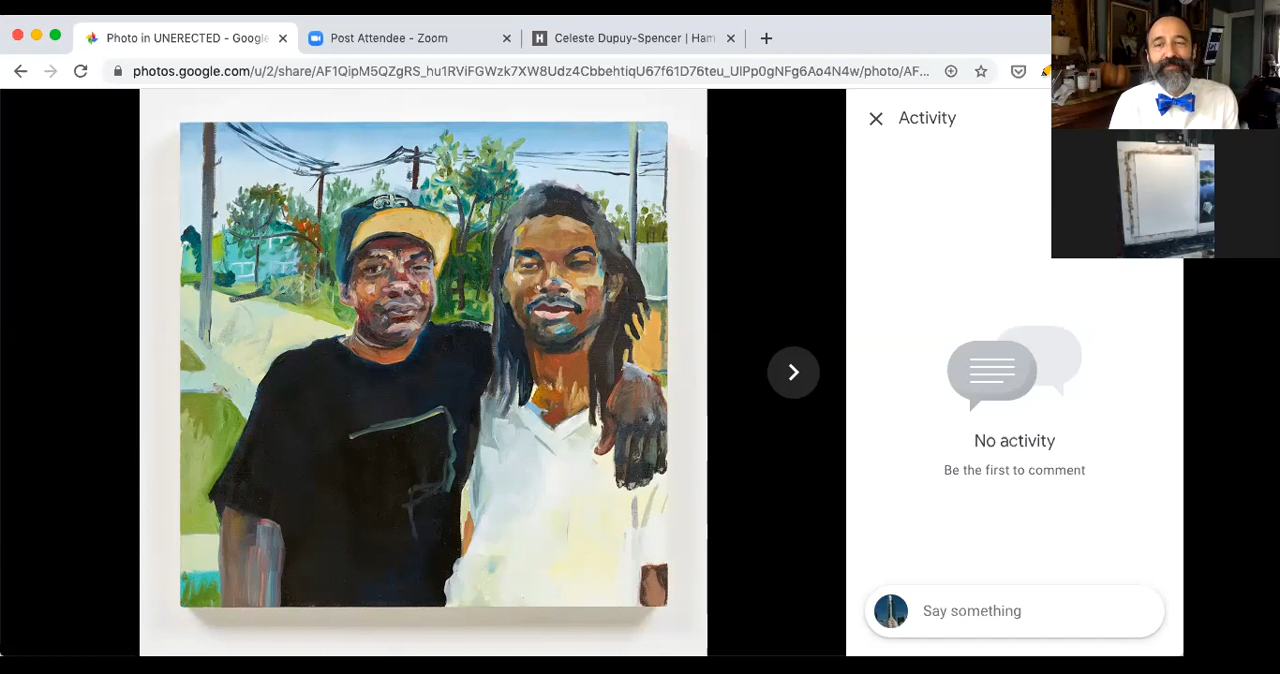 Photo in UNERECTED - Google
Post Attendee - Zoom
H Celeste Dupuy-Spencer | Ham
photos.google.com/u/2/share/AF1QipM5QZgRS_hu1RViFGWzk7XW8Udz4CbbehtiqU67f61D76teu_UlPp0gNFg6Ao4N4w/photo/AF...
Activity
No activity
Be the first to comment
Say something